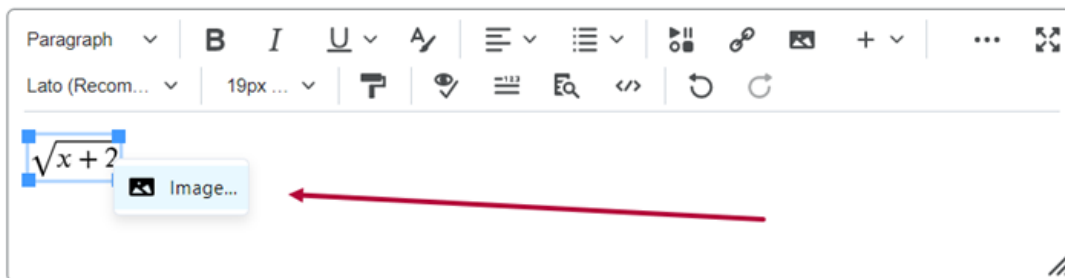 Paragraph B I U A
Lato (Recom... 19px ...
√x + 2
Image...